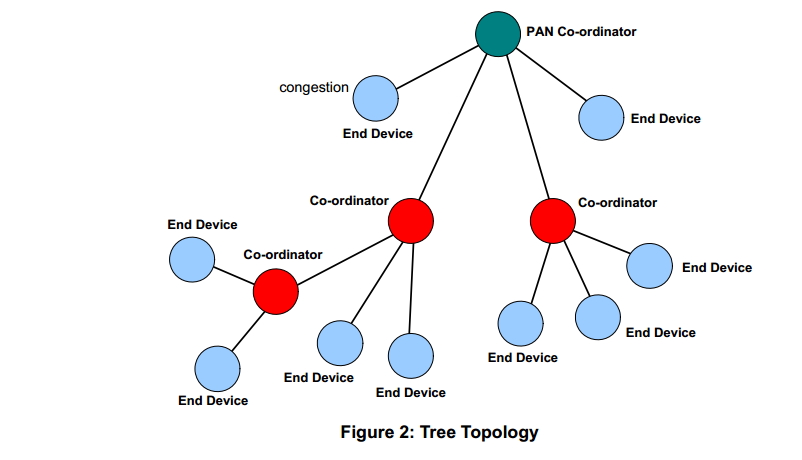 PAN Co-ordinator
congestion
End Device
End Device
Co-ordinator
Co-ordinator
End Device
Co-ordinator
End Device
End Device
End Device
End Device
End Device
End Device
End Device
Figure 2: Tree Topology